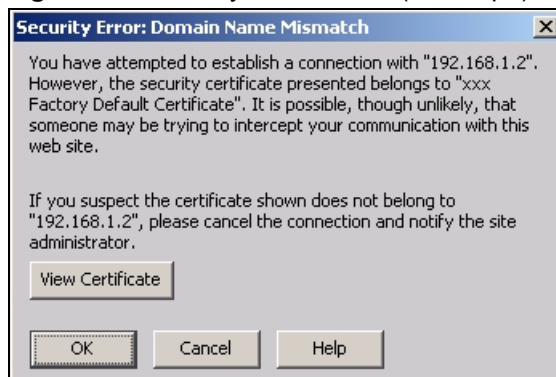 Security Error: Domain Name Mismatch
You have attempted to establish a connection with "192.168.1.2".
However, the security certificate presented belongs to "xxx
Factory Default Certificate". It is possible, though unlikely, that
someone may be trying to intercept your communication with this
web site.
If you suspect the certificate shown does not belong to
"192.168.1.2", please cancel the connection and notify the site
administrator.
View Certificate
OK Cancel Help